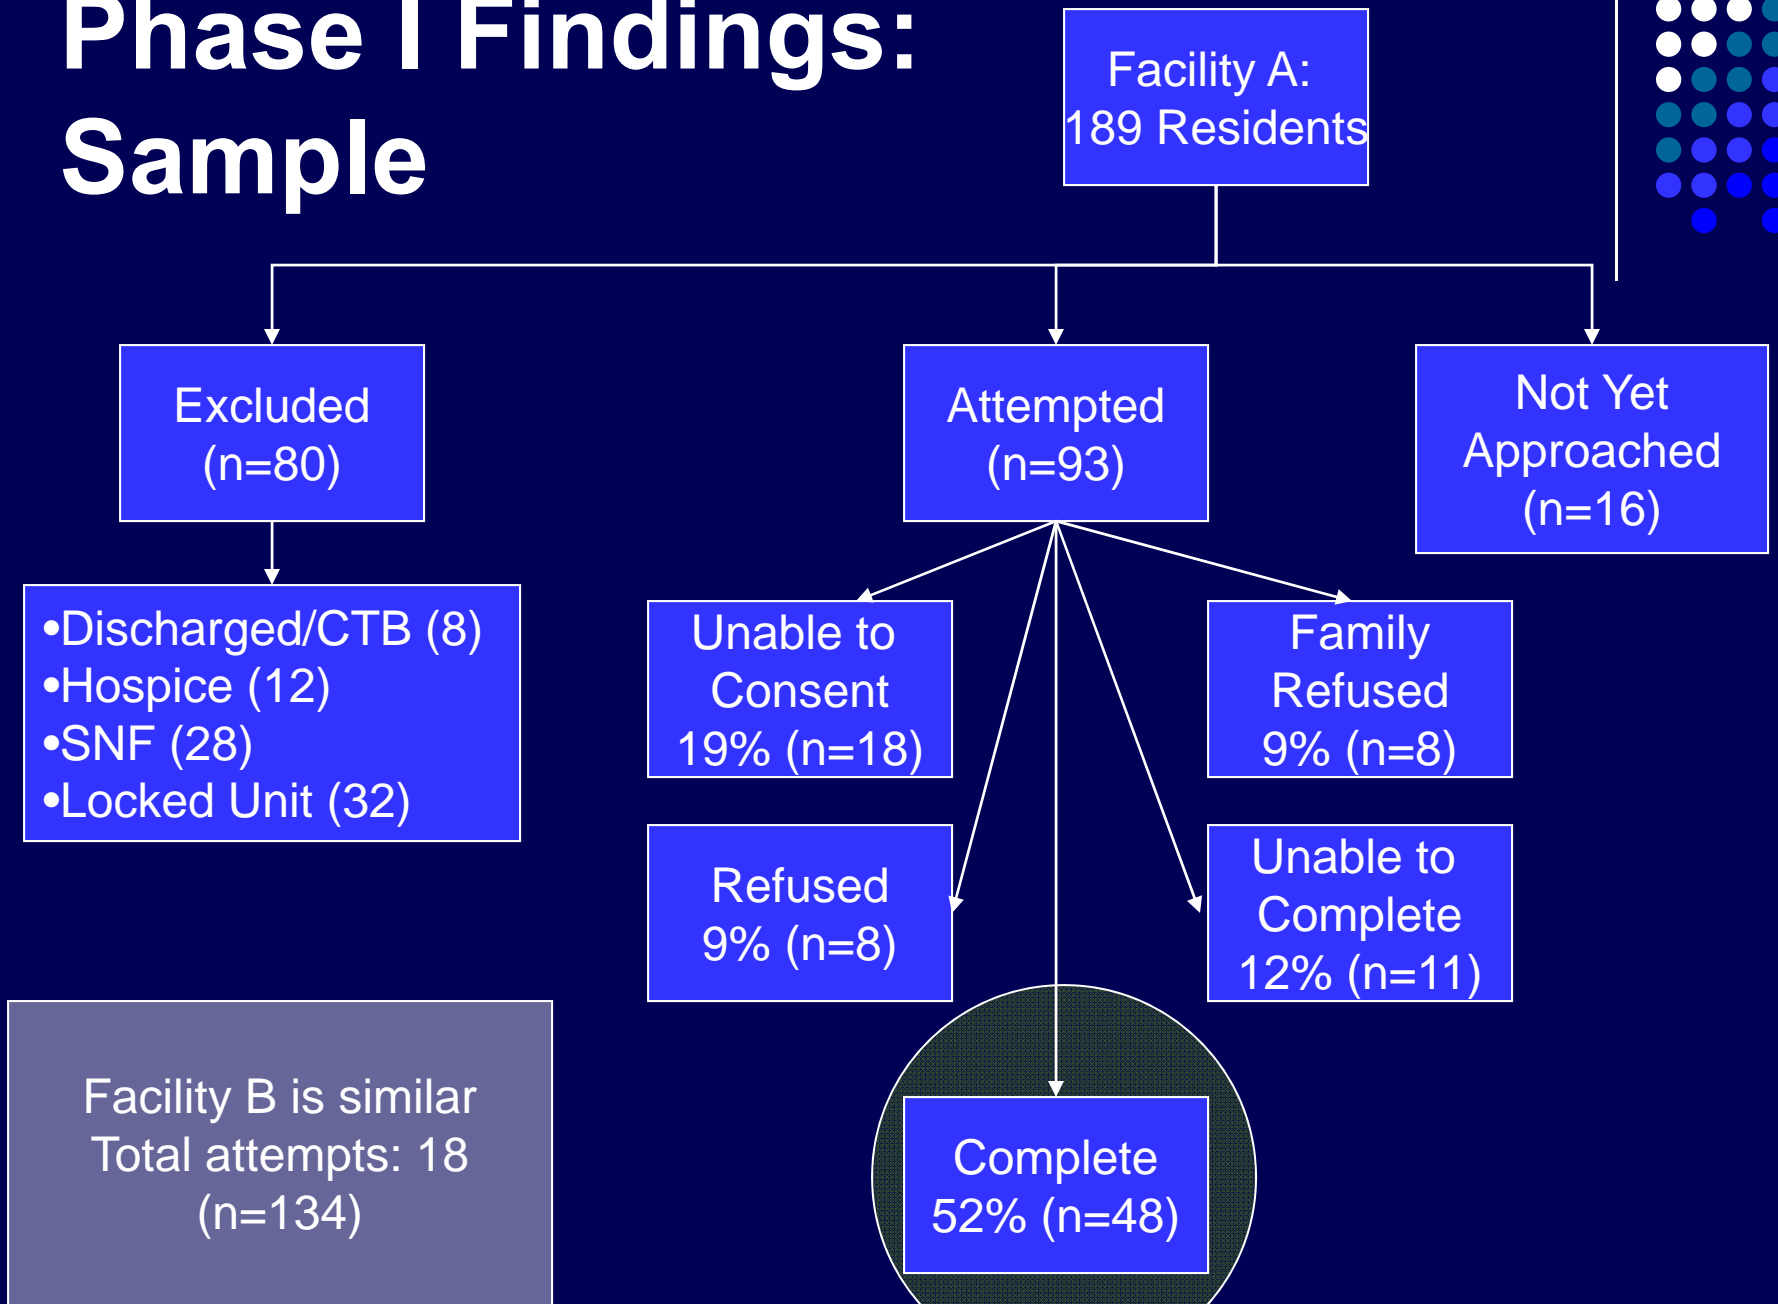 Phase I Findings:
Sample
Facility A:
189 Residents
Excluded
(n=80)
Attempted
(n=93)
Not Yet
Approached
(n=16)
•Discharged/CTB (8)
•Hospice (12)
•SNF (28)
•Locked Unit (32)
Unable to
Consent
19% (n=18)
Family
Refused
9% (n=8)
Refused
9% (n=8)
Unable to
Complete
12% (n=11)
Facility B is similar
Total attempts: 18
(n=134)
Complete
52% (n=48)